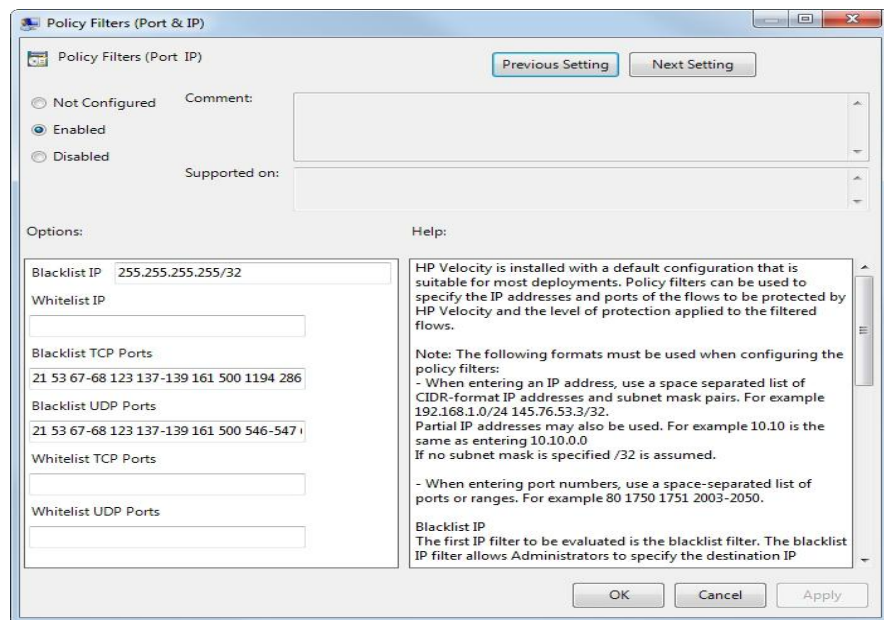 Policy Filters (Port & IP)
Policy Filters (Port IP)
Previous Setting
Next Setting
Not Configured
Comment:
Enabled
Disabled
Supported on:
Options:
Help:
Blacklist IP
255.255.255.255/32
Whitelist IP
Blacklist TCP Ports
21 53 67-68 123 137-139 161 500 1194 286
Blacklist UDP Ports
21 53 67-68 123 137-139 161 500 546-547
Whitelist TCP Ports
Whitelist UDP Ports
HP Velocity is installed with a default configuration that is
suitable for most deployments. Policy filters can be used to
specify the IP addresses and ports of the flows to be protected by
HP Velocity and the level of protection applied to the filtered
flows.
Note: The following formats must be used when configuring the
policy filters:
- When entering an IP address, use a space separated list of
CIDR-format IP addresses and subnet mask pairs. For example
192.168.1.0/24 145.76.53.3/32.
Partial IP addresses may also be used. For example 10.10 is the
same as entering 10.10.0.0
If no subnet mask is specified /32 is assumed.
- When entering port numbers, use a space-separated list of
ports or ranges. For example 80 1750 1751 2003-2050.
Blacklist IP
The first IP filter to be evaluated is the blacklist filter. The blacklist
IP filter allows Administrators to specify the destination IP
OK
Cancel
Apply